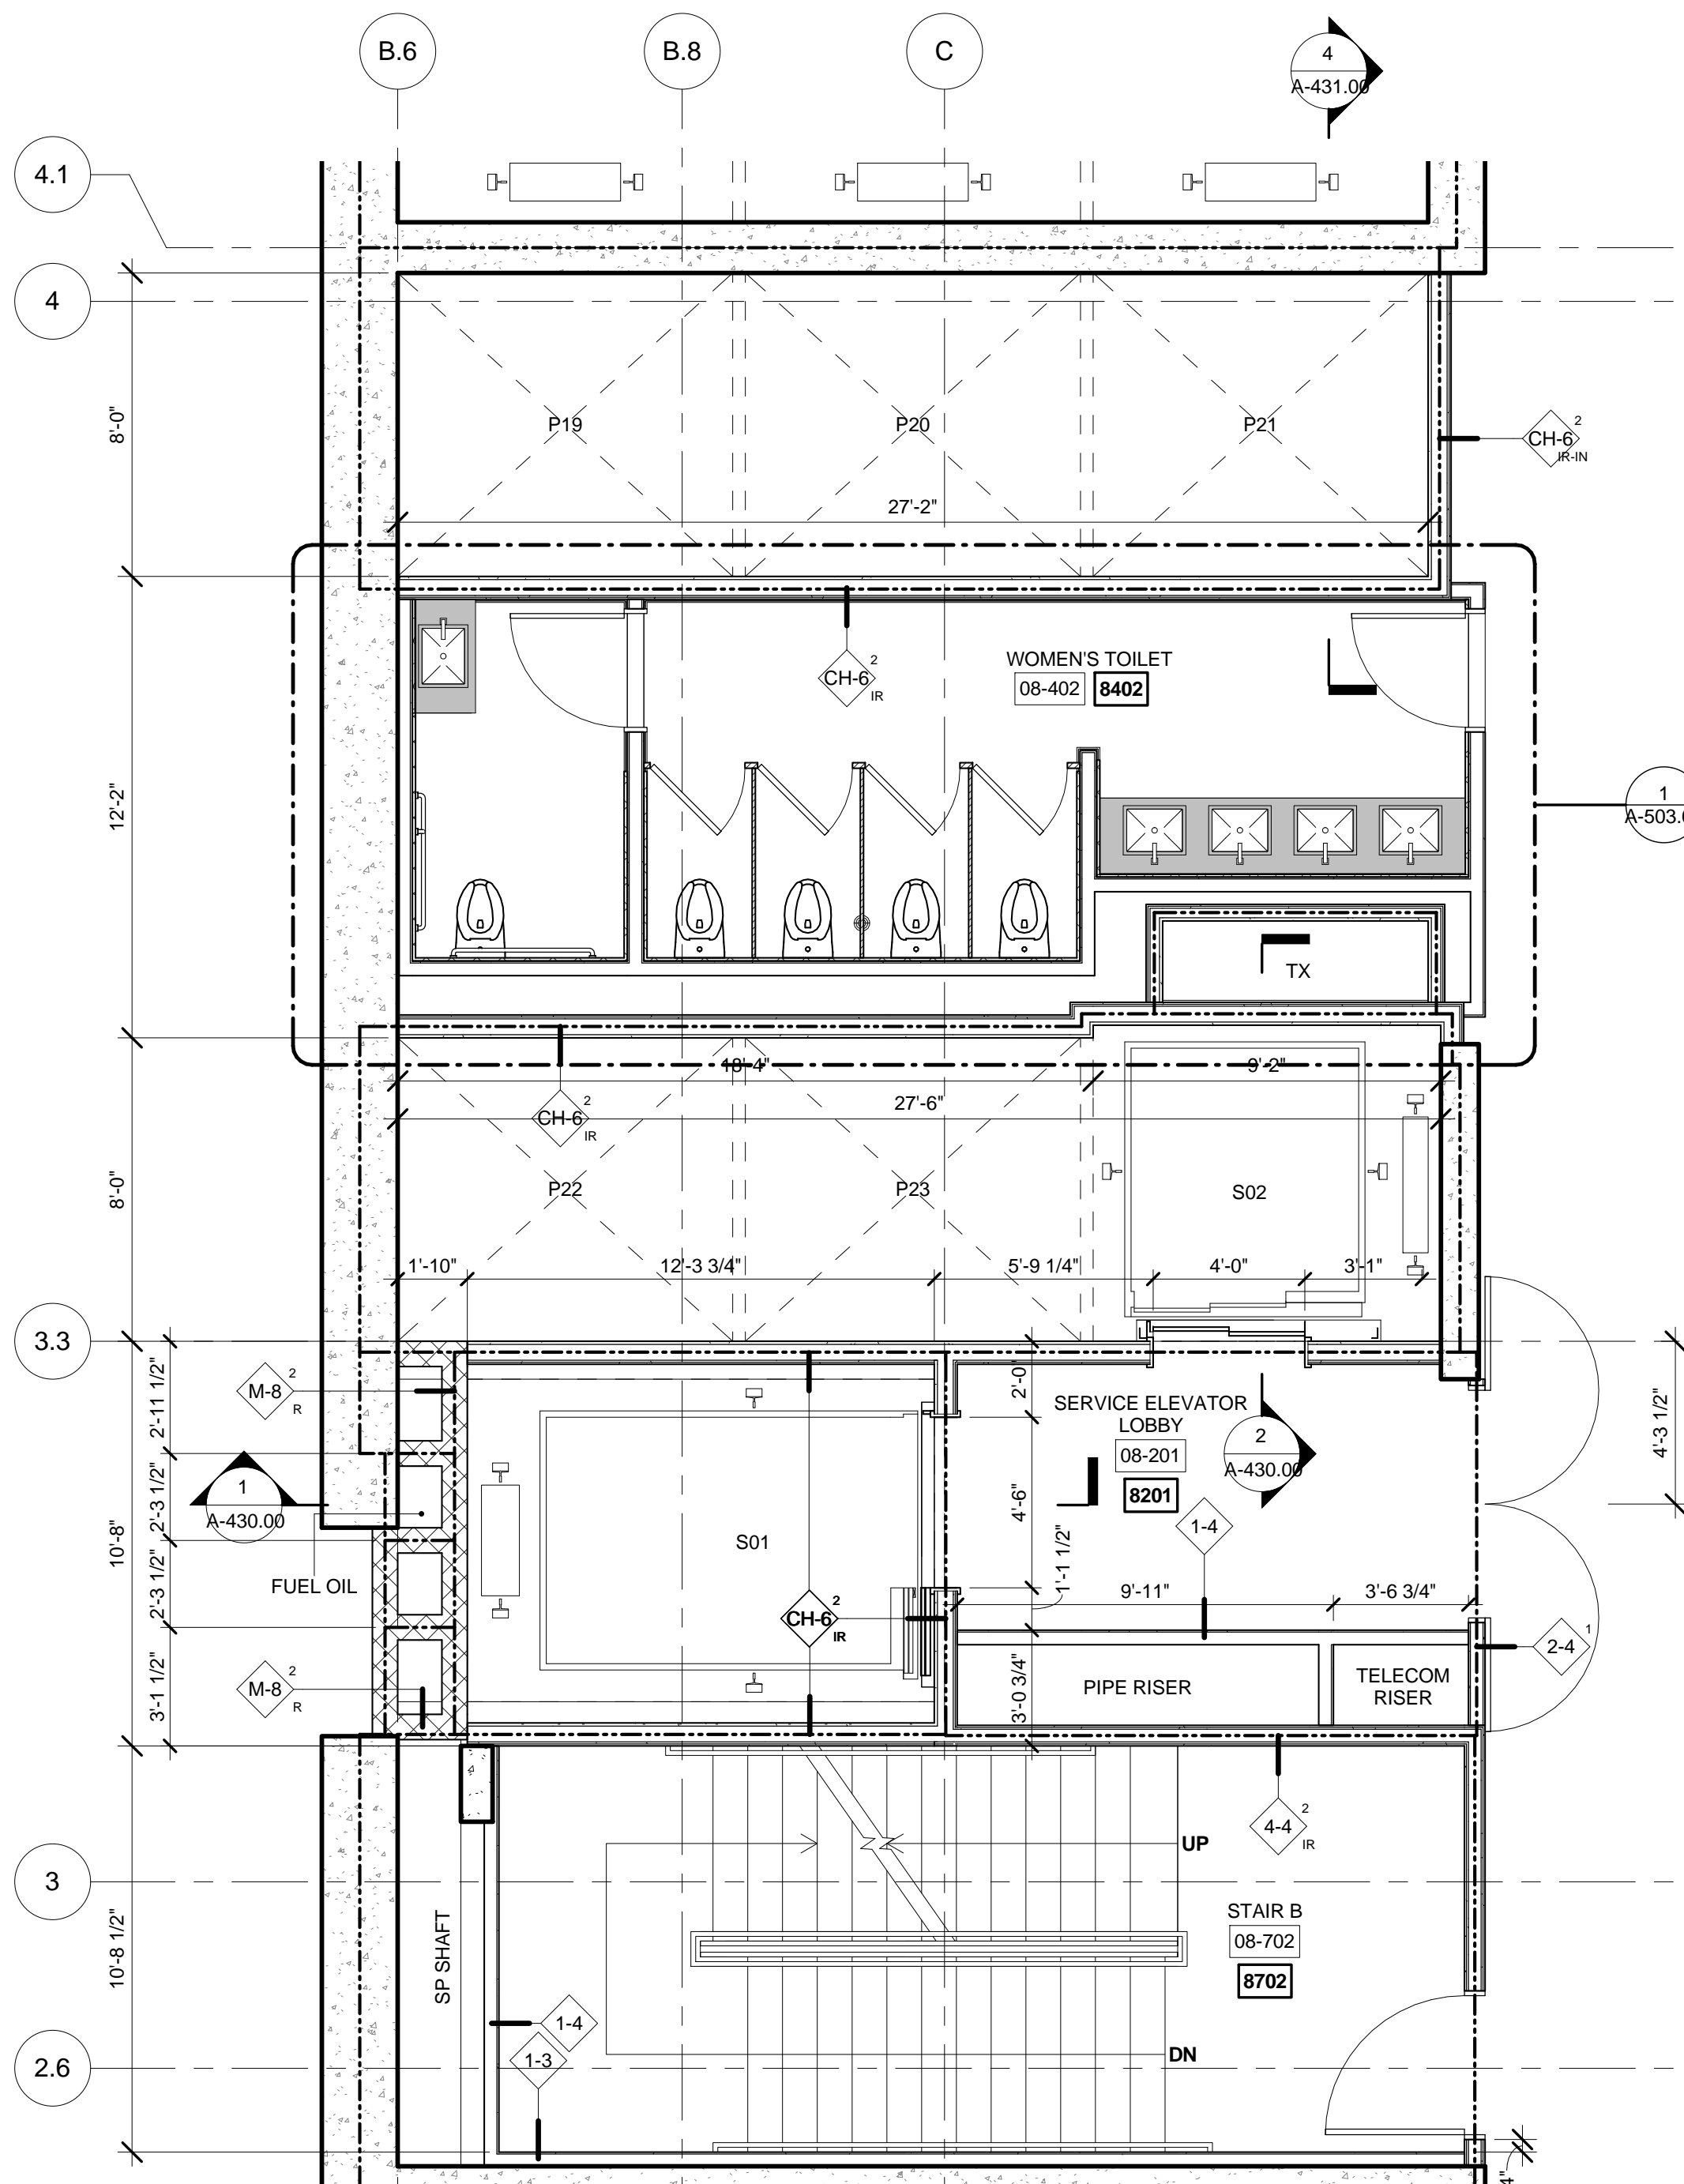 B.6
B.8
C
4
A-431.00
4.1
4
8'-0"
P19
P20
P21
2
CH-6
IR-IN
27'-2"
WOMEN'S TOILET
08-402
8402
2
CH-6
IR
12'-2"
1
TX
18'-4"
9'-2"
27'-6"
2
CH-6
IR
8'-0"
P22
P23
S02
1'-10"
12'-3 3/4"
5'-9 1/4"
4'-0"
3'-1"
3.3
2
M-8
R
2'-11 1/2"
2'-0"
SERVICE ELEVATOR
LOBBY
08-201
8201
2
A-430.00
4'-3 1/2"
1
A-430.00
2'-3 1/2"
4'-6"
1-4
10'-8"
S01
1'-1 1/2"
FUEL OIL
2'-3 1/2"
9'-11"
3'-6 3/4"
2
CH-6
IR
1
2-4
2
M-8
R
3'-1 1/2"
3'-0 3/4"
PIPE RISER
TELECOM
RISER
2
4-4
IR
UP
3
STAIR B
08-702
8702
10'-8 1/2"
SP SHAFT
1-4
1-3
DN
2.6